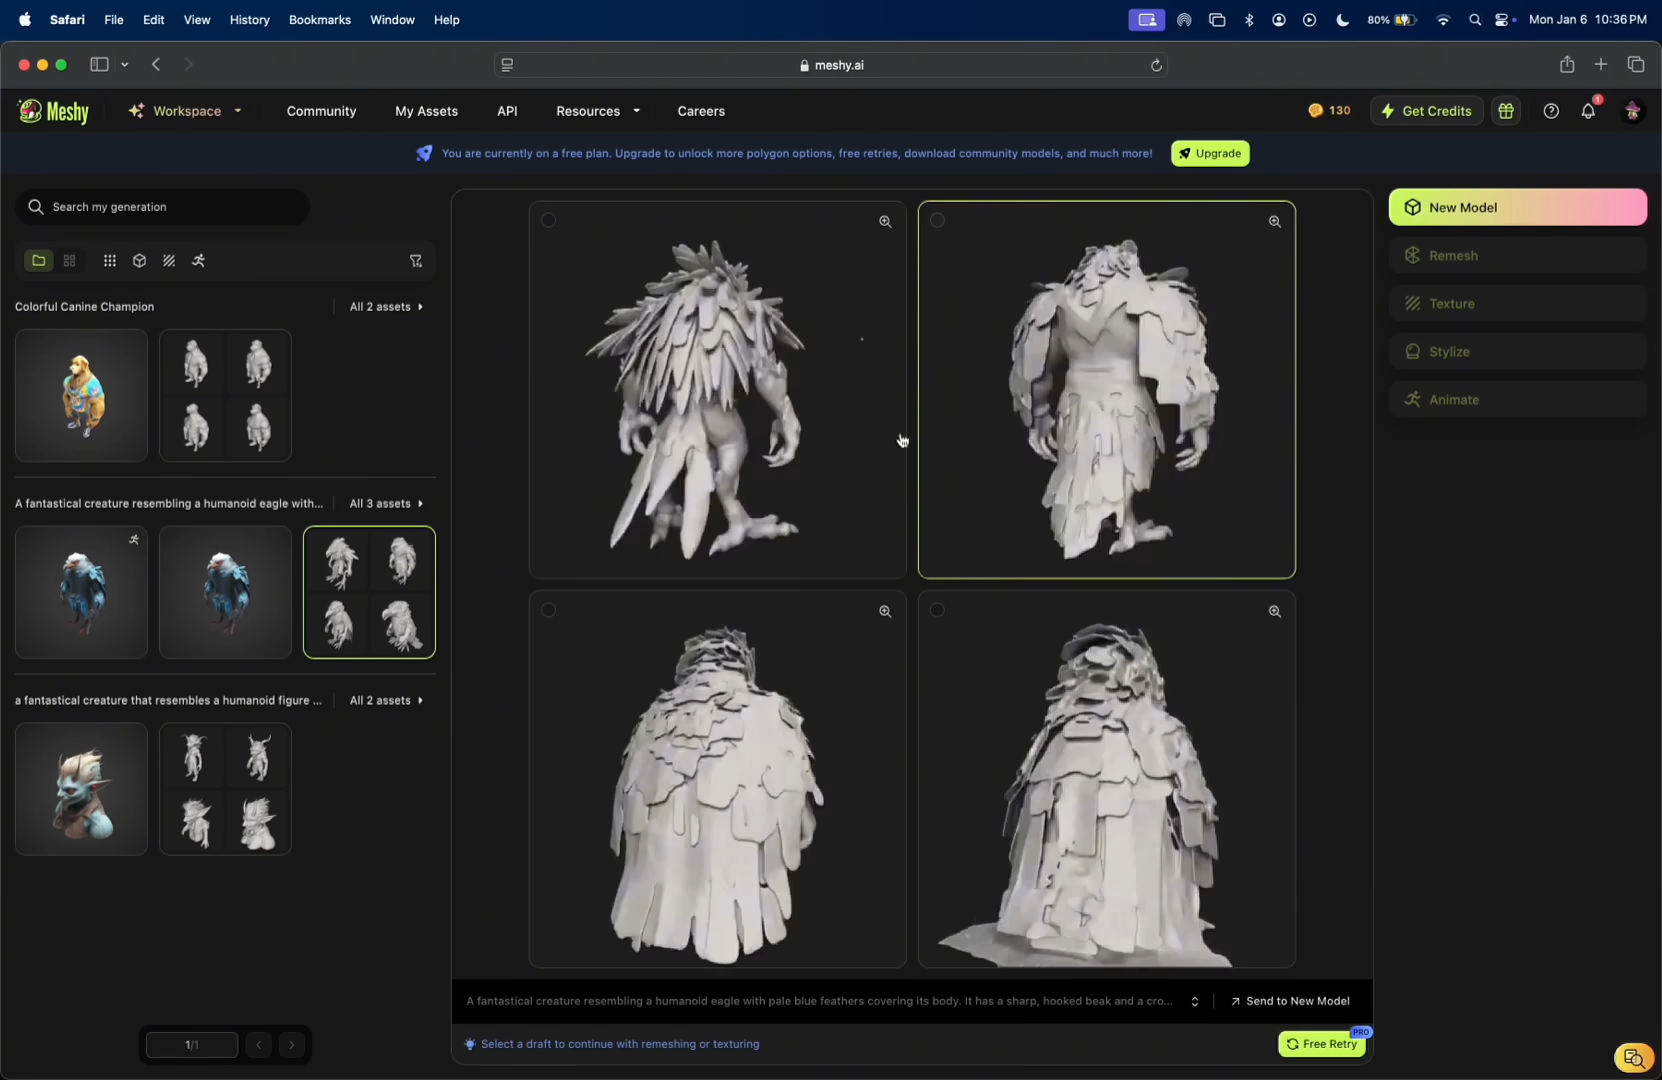 Safari File Edit View History Bookmarks Window Help 80% Mon Jan 6 10:36 PM
meshy.ai
Meshy Workspace Community My Assets API Resources Careers 130 Get Credits 1
You are currently on a free plan. Upgrade to unlock more polygon options, free retries, download community models, and much more! Upgrade
Search my generation
New Model
Remesh
Texture
Stylize
Animate
Colorful Canine Champion All 2 assets
A fantastical creature resembling a humanoid eagle with... All 3 assets
a fantastical creature that resembles a humanoid figure ... All 2 assets
A fantastical creature resembling a humanoid eagle with pale blue feathers covering its body. It has a sharp, hooked beak and a cro... Send to New Model
1/1
Select a draft to continue with remeshing or texturing
PRO
Free Retry